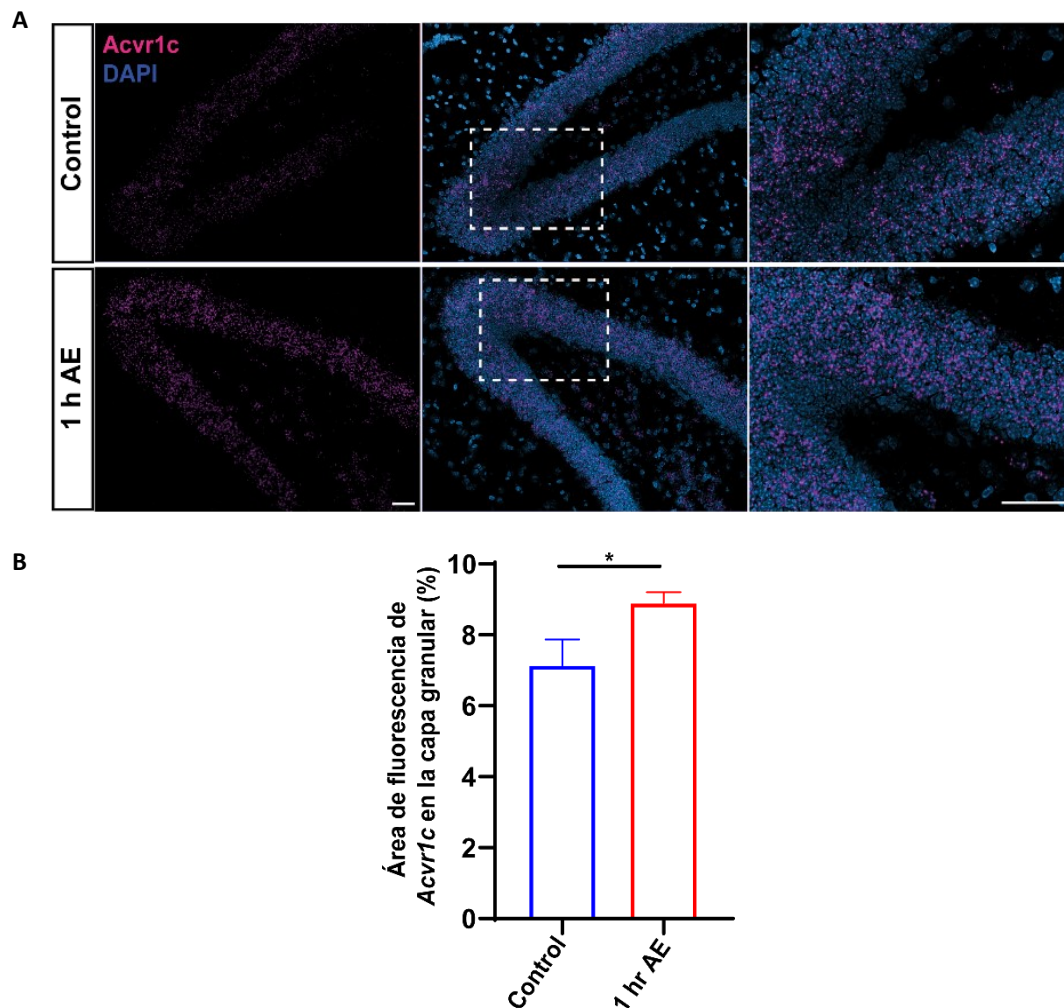 A
Control
Acvr1c
DAPI
1 h AE
B
Área de fluorescencia de
Acvr1c en la capa granular (%)
10
8
6
4
2
0
*
Control
1 hr AE